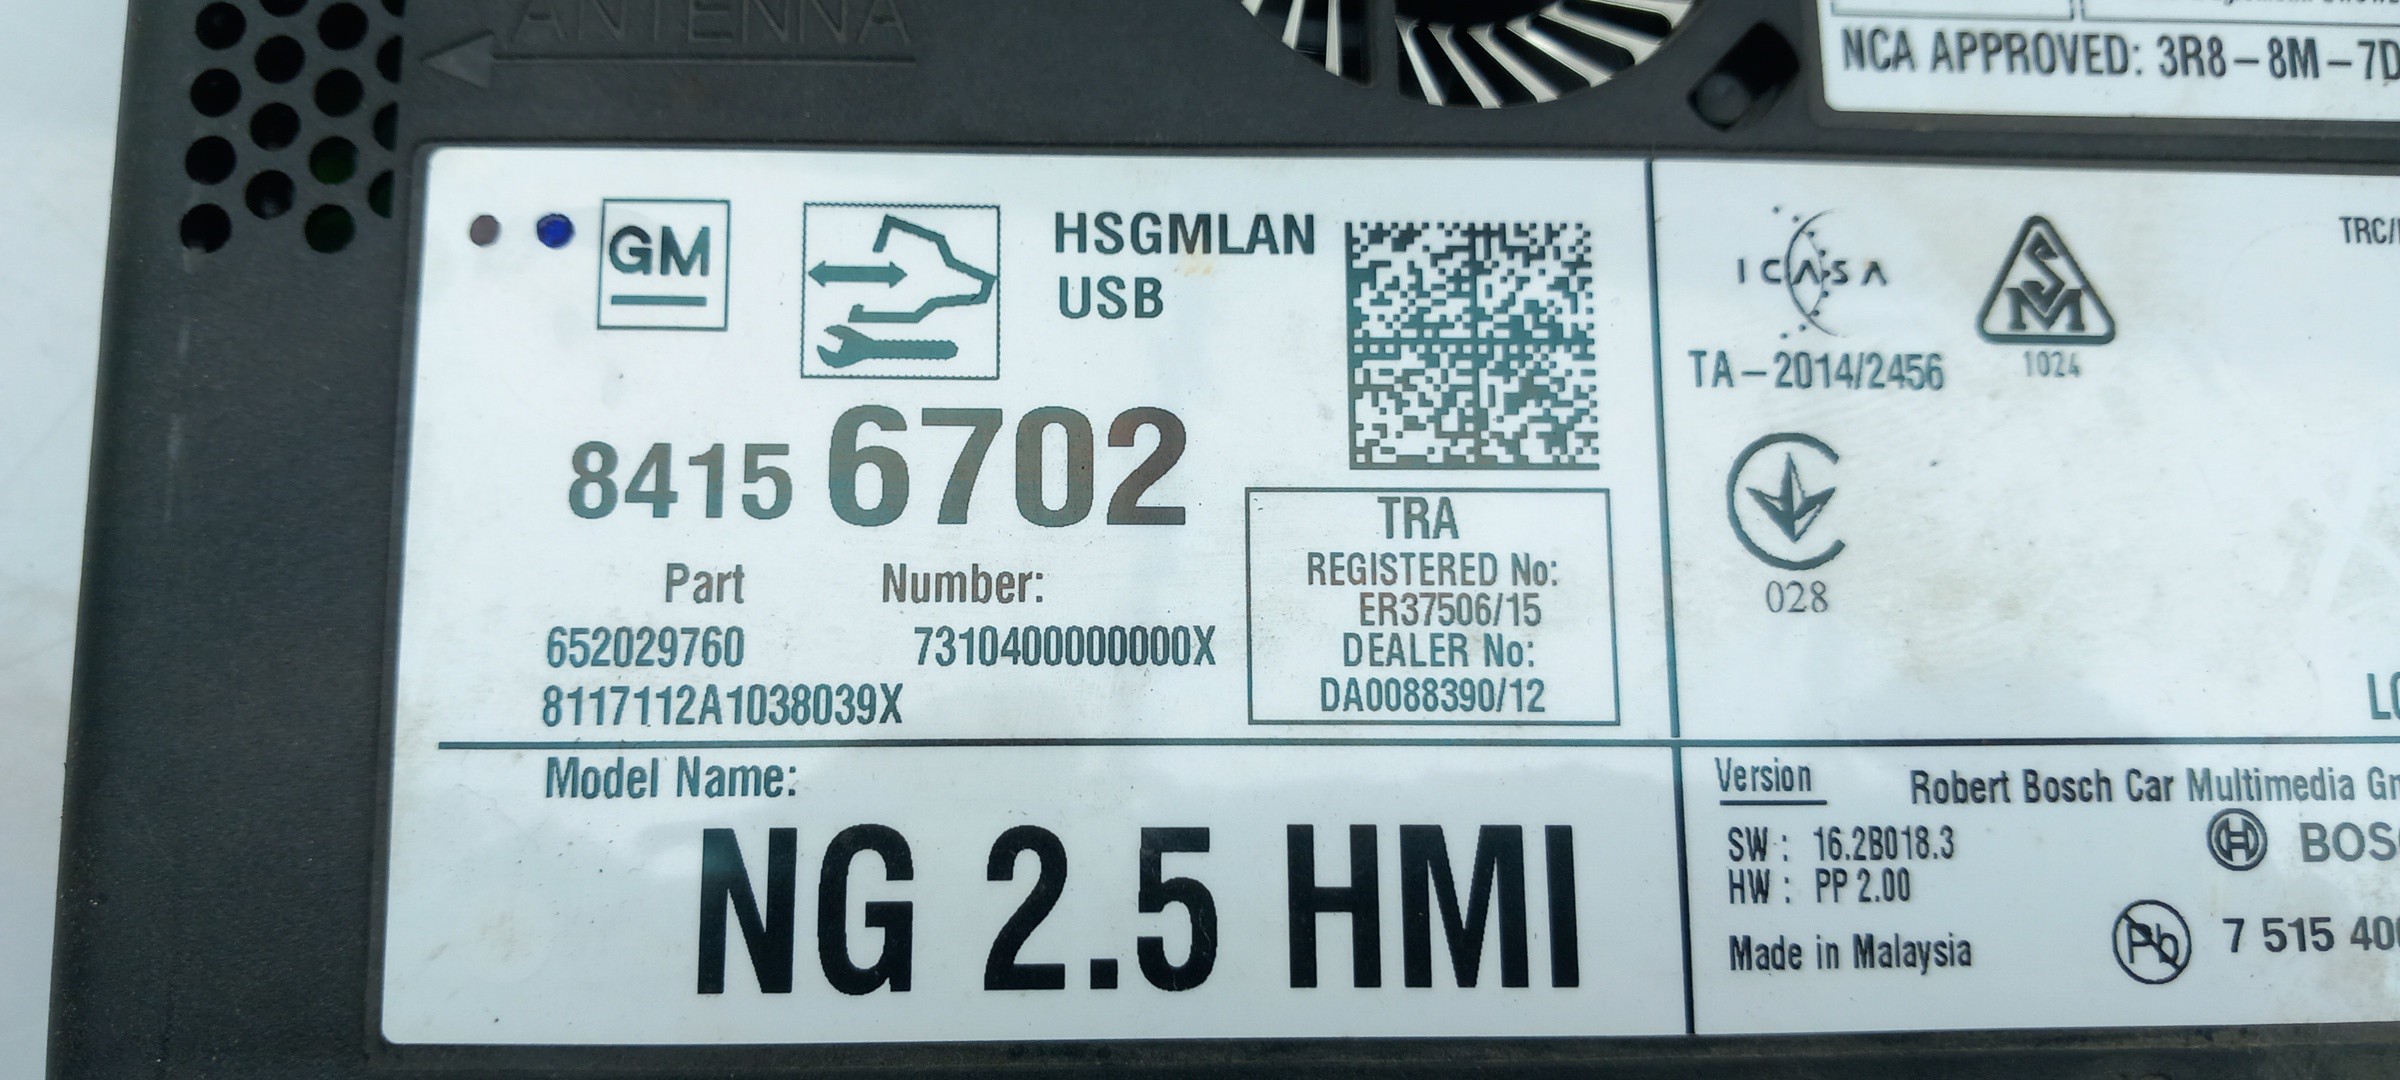 ANTENNA
NCA APPROVED: 3R8-8M-7D
GM
HSGMLAN
USB
8415 6702
Part Number:
652029760 7310400000000X
8117112A1038039X
TRA
REGISTERED No:
ER37506/15
DEALER No:
DA0088390/12
ICASA
TA-2014/2456
SM
1024
TRC/
028
Model Name:
NG 2.5 HMI
Version
Robert Bosch Car Multimedia
SW : 16.2B018.3
HW : PP 2.00
Made in Malaysia
Pb
7 515 40